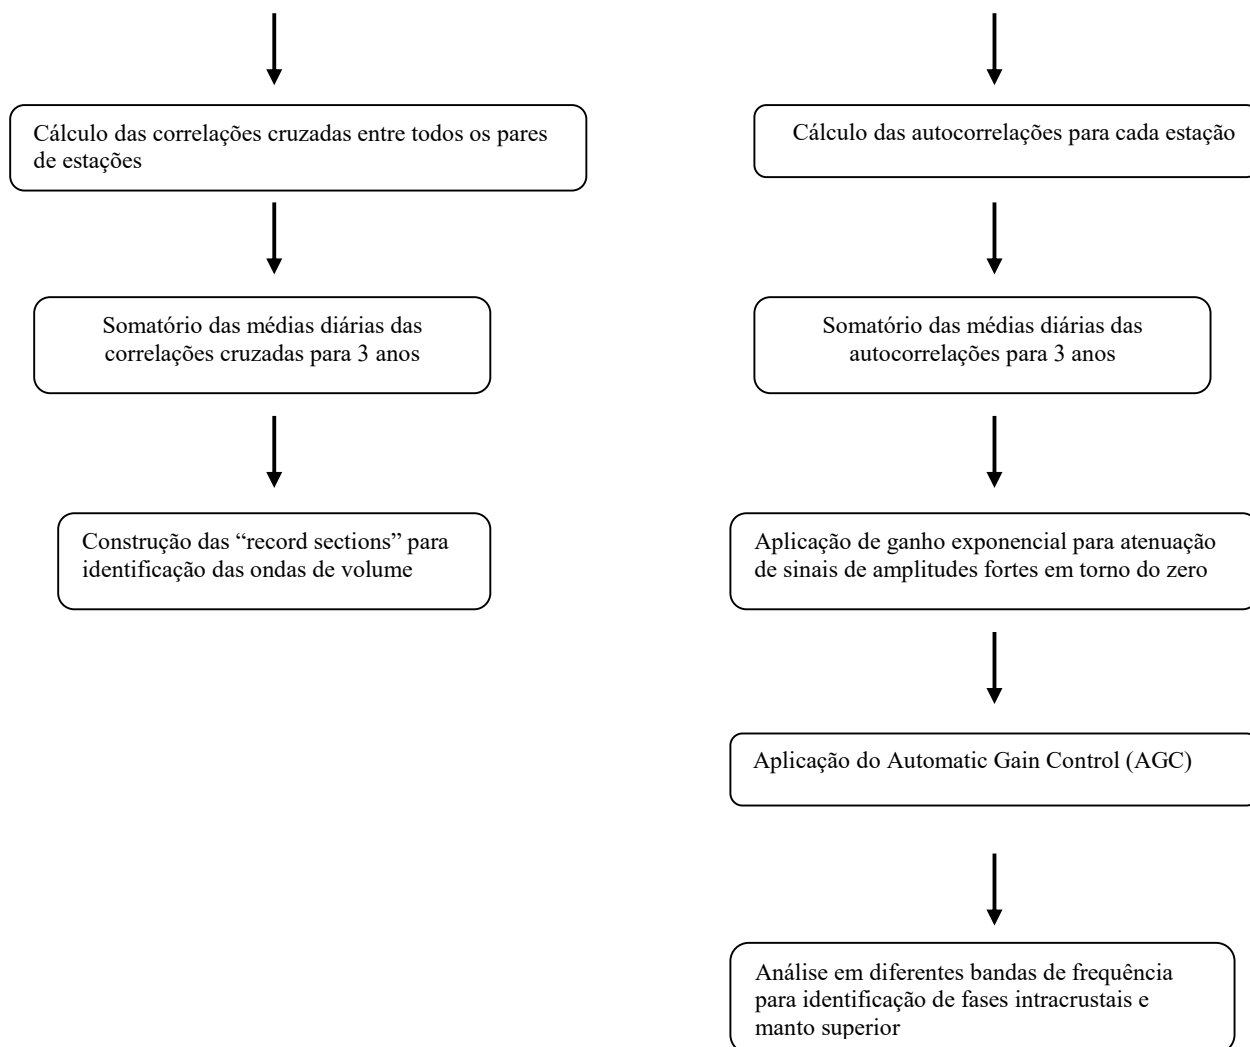 Cálculo das correlações cruzadas entre todos os pares
de estações
Somatório das médias diárias das
correlações cruzadas para 3 anos
Construção das “record sections” para
identificação das ondas de volume
Cálculo das autocorrelações para cada estação
Somatório das médias diárias das
autocorrelações para 3 anos
Aplicação de ganho exponencial para atenuação
de sinais de amplitudes fortes em torno do zero
Aplicação do Automatic Gain Control (AGC)
Análise em diferentes bandas de frequência
para identificação de fases intracrustais e
manto superior